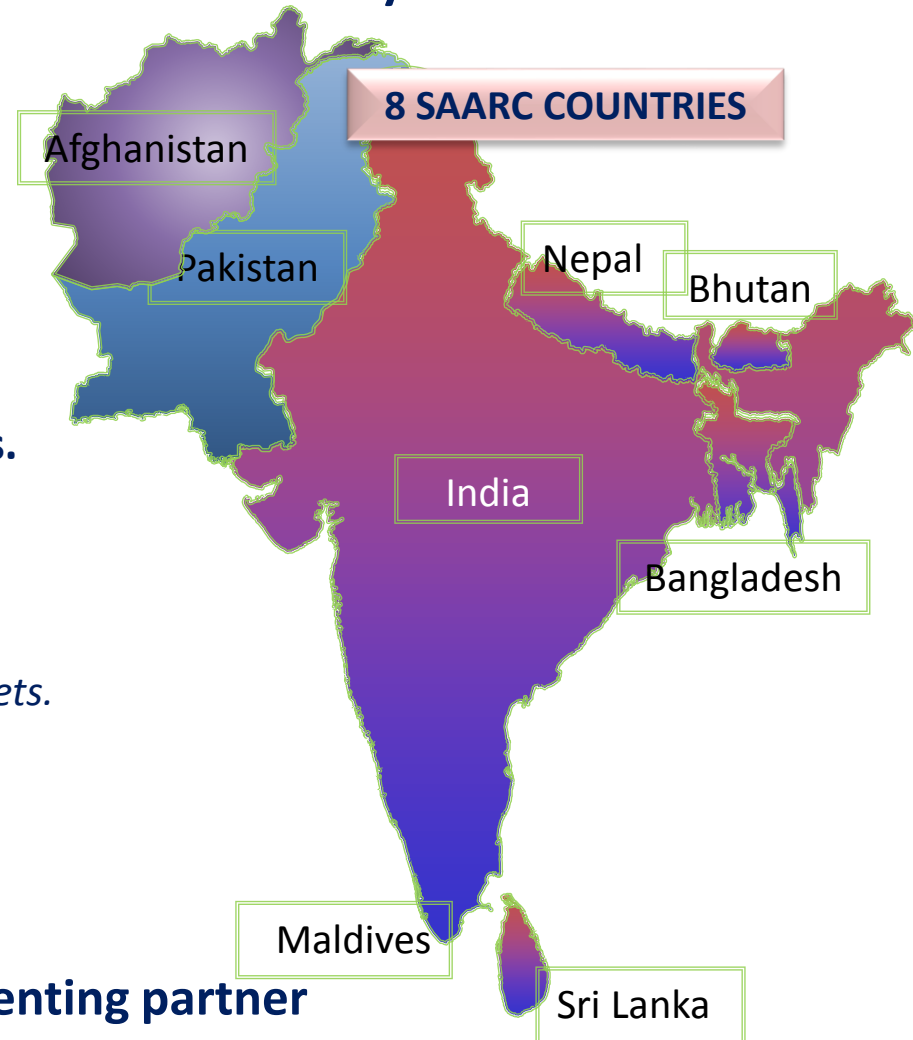 8 SAARC COUNTRIES
Afghanistan
Pakistan
Nepal
Bhutan
s.
India
Bangladesh
ets.
Maldives
enting partner
Sri Lanka